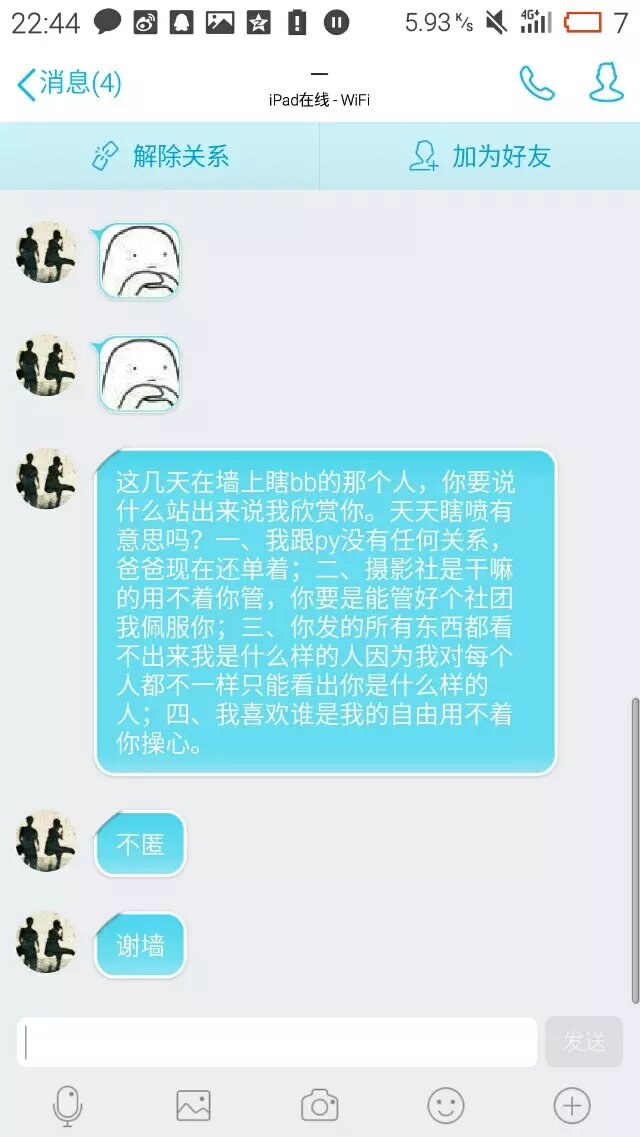 22:44
5.93 K/s
4G+
7
消息(4)
一
iPad在线 - WiFi
解除关系
加为好友
这几天在墙上瞎bb的那个人，你要说
什么站出来说我欣赏你。天天瞎喷有
意思吗？一、我跟py没有任何关系，
爸爸现在还单着；二、摄影社是干嘛
的用不着你管，你要是能管好个社团
我佩服你；三、你发的所有东西都看
不出来我是什么样的人因为我对每个
人都不一样只能看出你是什么样的
人；四、我喜欢谁是我的自由用不着
你操心。
不匿
谢墙
发送